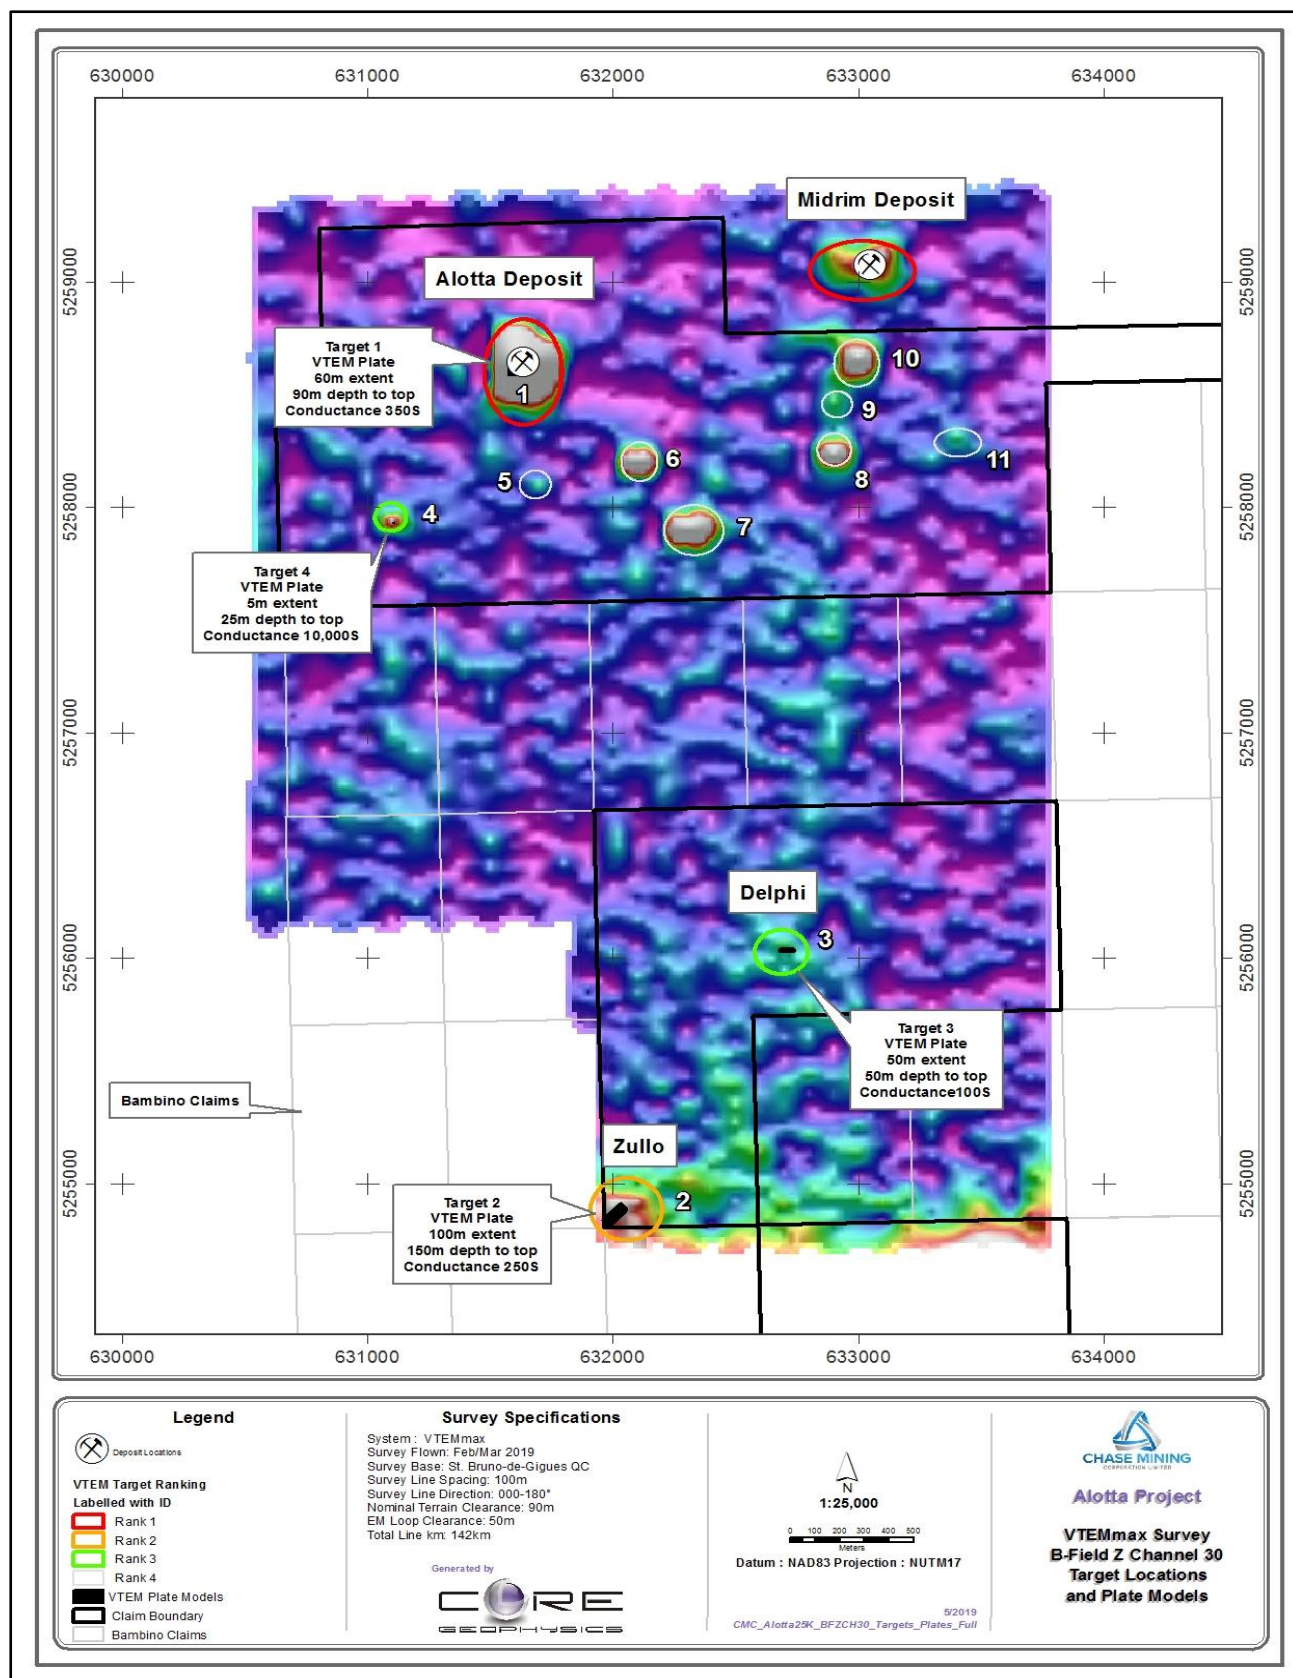 630000 631000 632000 633000 634000
5259000
5259000
Midrim Deposit
Alotta Deposit
Target 1
VTEM Plate
60m extent
90m depth to top
Conductance 350S
1
10
9
11
8
6
5
7
4
5258000
5258000
Target 4
VTEM Plate
5m extent
25m depth to top
Conductance 10,000S
5257000
5257000
Delphi
3
5256000
5256000
Target 3
VTEM Plate
50m extent
50m depth to top
Conductance100S
Bambino Claims
Zullo
2
5255000
5255000
Target 2
VTEM Plate
100m extent
150m depth to top
Conductance 250S
630000 631000 632000 633000 634000
Legend
Deposit Locations
VTEM Target Ranking
Labelled with ID
Rank 1
Rank 2
Rank 3
Rank 4
VTEM Plate Models
Claim Boundary
Bambino Claims
Survey Specifications
System : VTEMmax
Survey Flown: Feb/Mar 2019
Survey Base: St. Bruno-de-Gigues QC
Survey Line Spacing: 100m
Survey Line Direction: 000-180°
Nominal Terrain Clearance: 90m
EM Loop Clearance: 50m
Total Line km: 142km
Generated by
CORE
GEOPHYSICS
N
1:25,000
0 100 200 300 400 500
Meters
Datum : NAD83 Projection : NUTM17
5/2019
CMC_Alotta25K_BFZCH30_Targets_Plates_Full
CHASE MINING
CORPORATION LIMITED
Alotta Project
VTEMmax Survey
B-Field Z Channel 30
Target Locations
and Plate Models